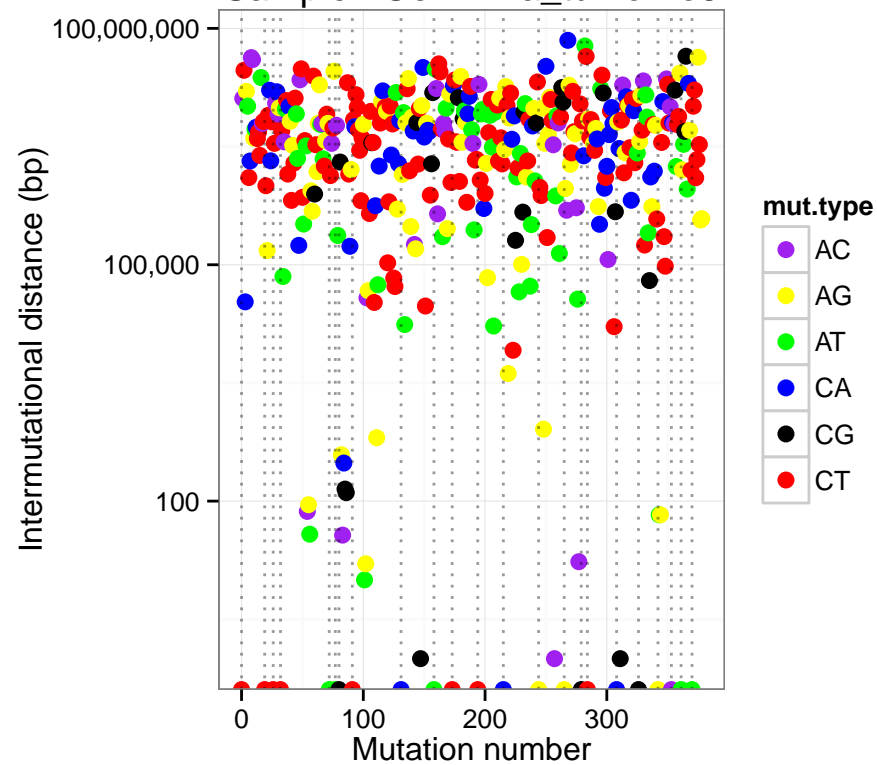 100,000,000
100,000
100
Intermutational distance (bp)
0 100 200 300
Mutation number
mut.type
AC
AG
AT
CA
CG
CT